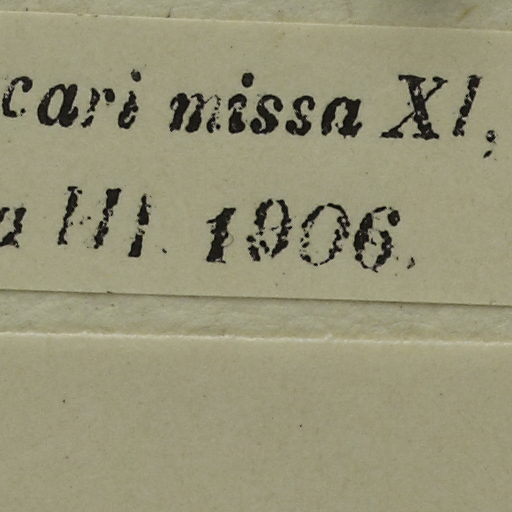 cari missa XI,
a III. 1906.